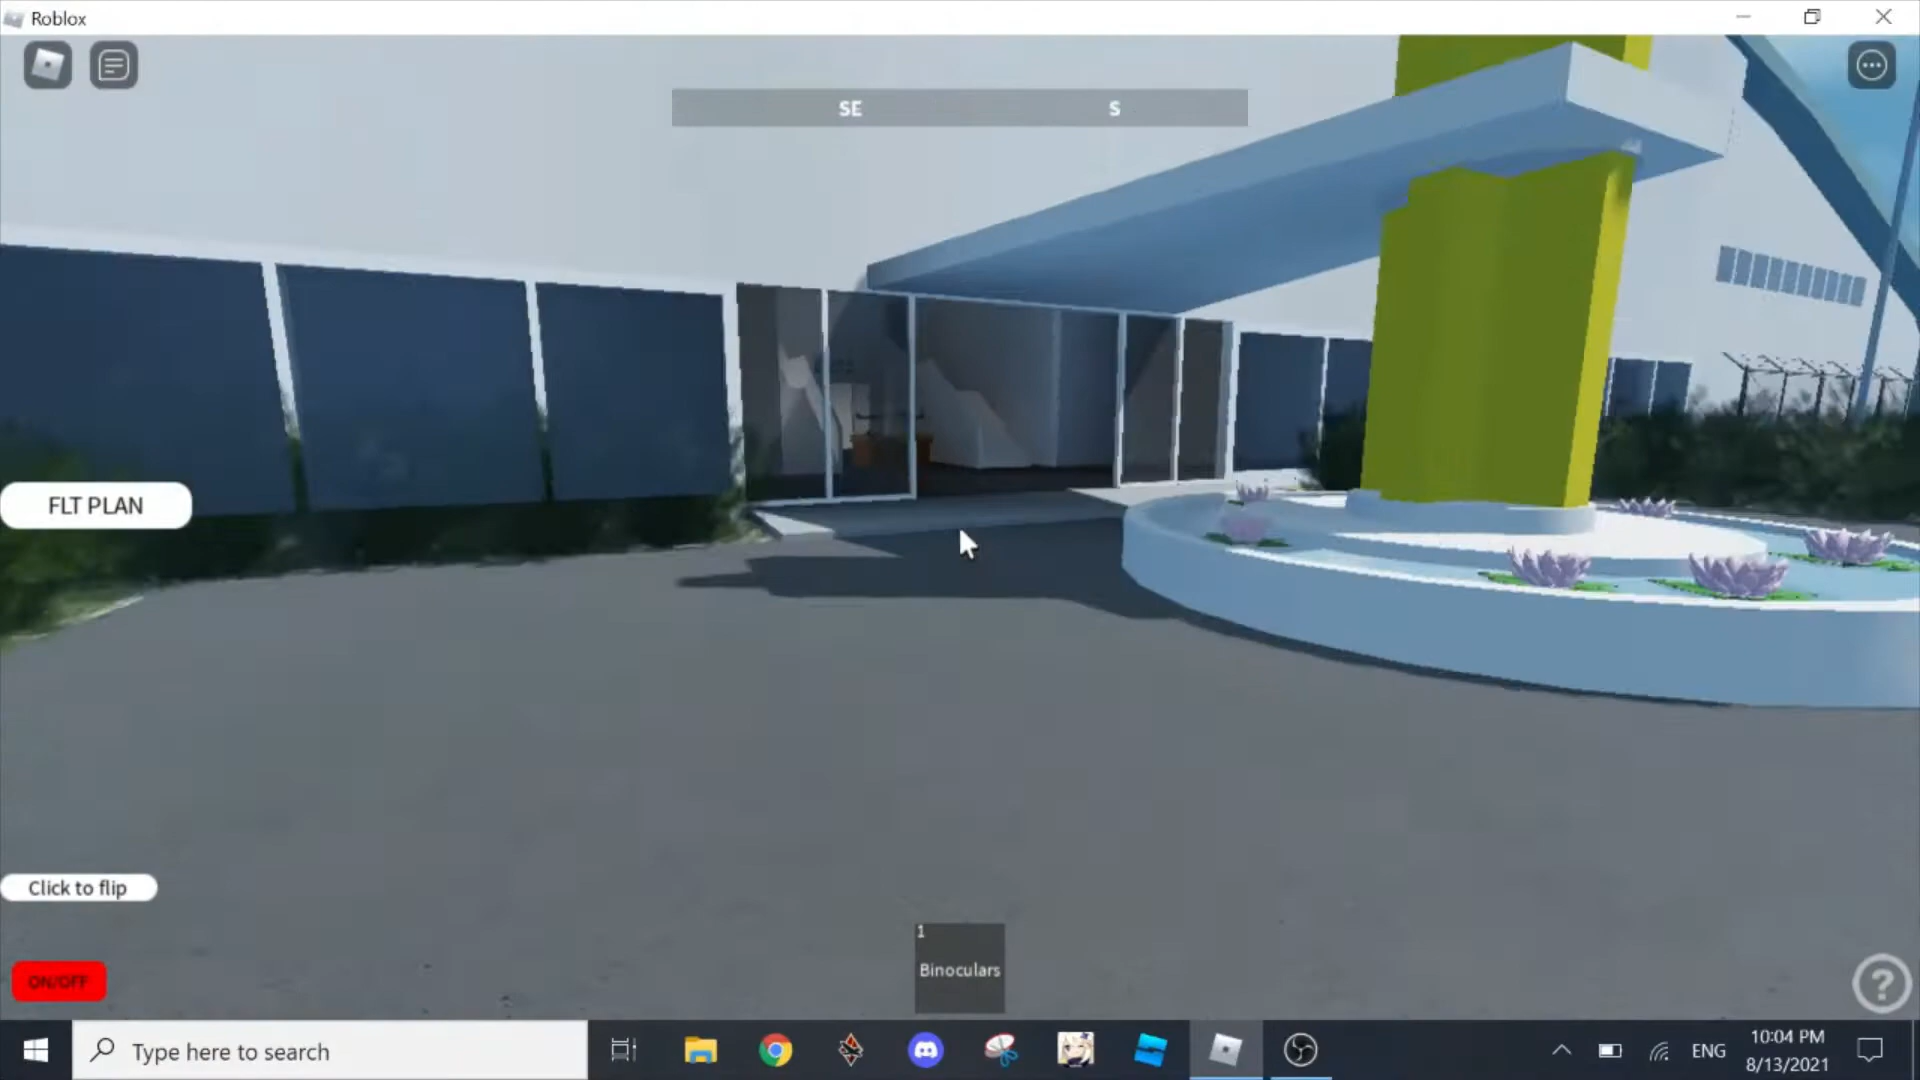 Roblox
SE
S
FLT PLAN
Click to flip
ON/OFF
1
Binoculars
?
Type here to search
ENG
10:04 PM
8/13/2021